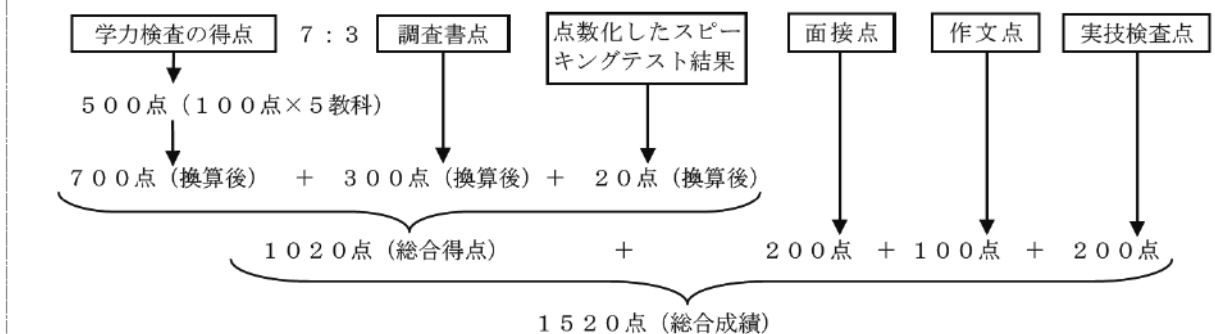 学力検査の得点　７：３　調査書点　点数化したスピーキングテスト結果　面接点　作文点　実技検査点
５００点（１００点×５教科）
７００点（換算後）　＋　３００点（換算後）＋　２０点（換算後）
１０２０点（総合得点）　＋　２００点　＋　１００点　＋　２００点
１５２０点（総合成績）